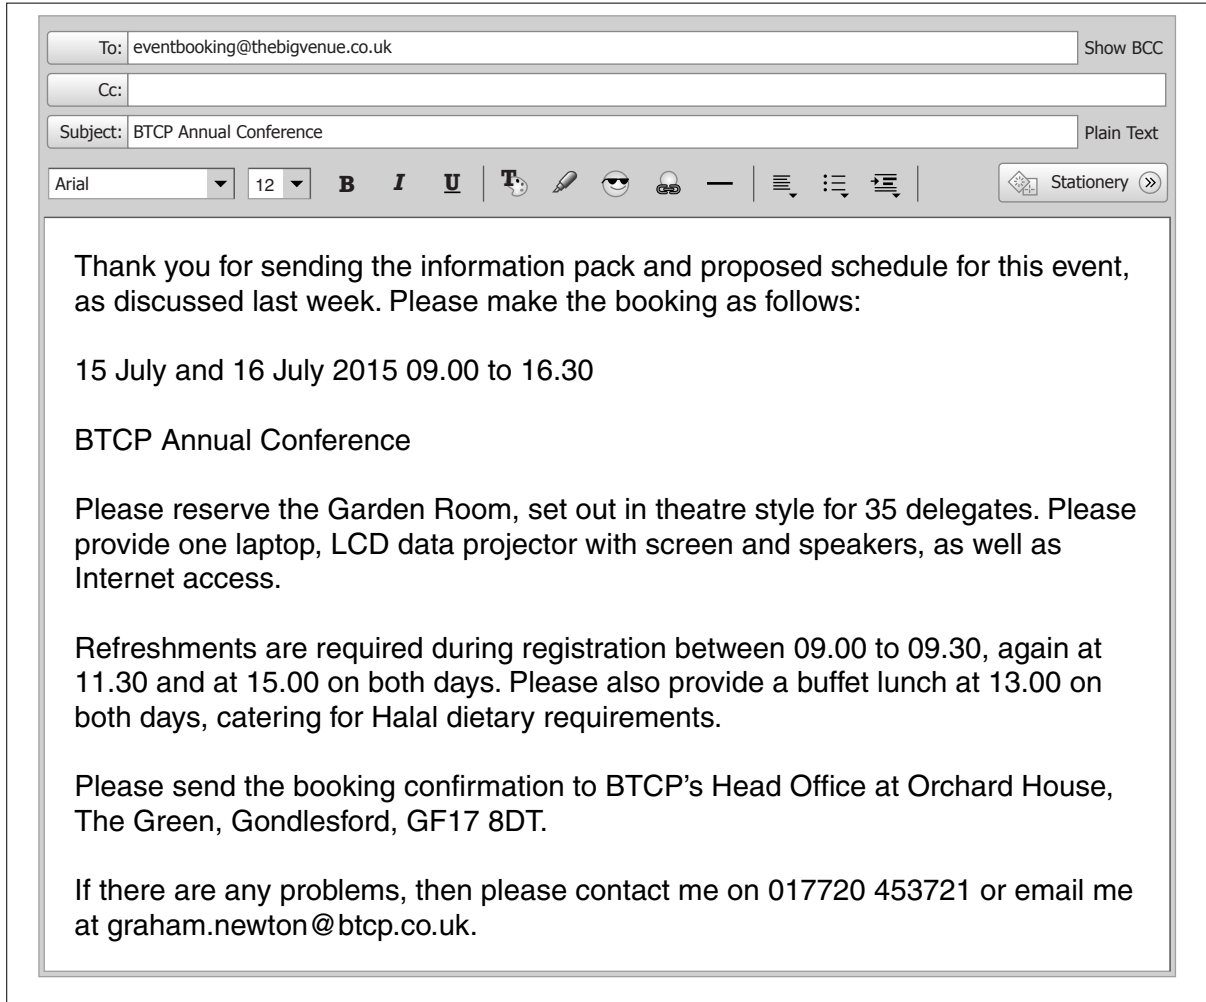 To: eventbooking@thebigvenue.co.uk Show BCC
Cc:
Subject: BTCP Annual Conference Plain Text
Arial 12 B I U T Stationery
Thank you for sending the information pack and proposed schedule for this event,
as discussed last week. Please make the booking as follows:
15 July and 16 July 2015 09.00 to 16.30
BTCP Annual Conference
Please reserve the Garden Room, set out in theatre style for 35 delegates. Please
provide one laptop, LCD data projector with screen and speakers, as well as
Internet access.
Refreshments are required during registration between 09.00 to 09.30, again at
11.30 and at 15.00 on both days. Please also provide a buffet lunch at 13.00 on
both days, catering for Halal dietary requirements.
Please send the booking confirmation to BTCP’s Head Office at Orchard House,
The Green, Gondlesford, GF17 8DT.
If there are any problems, then please contact me on 017720 453721 or email me
at graham.newton@btcp.co.uk.